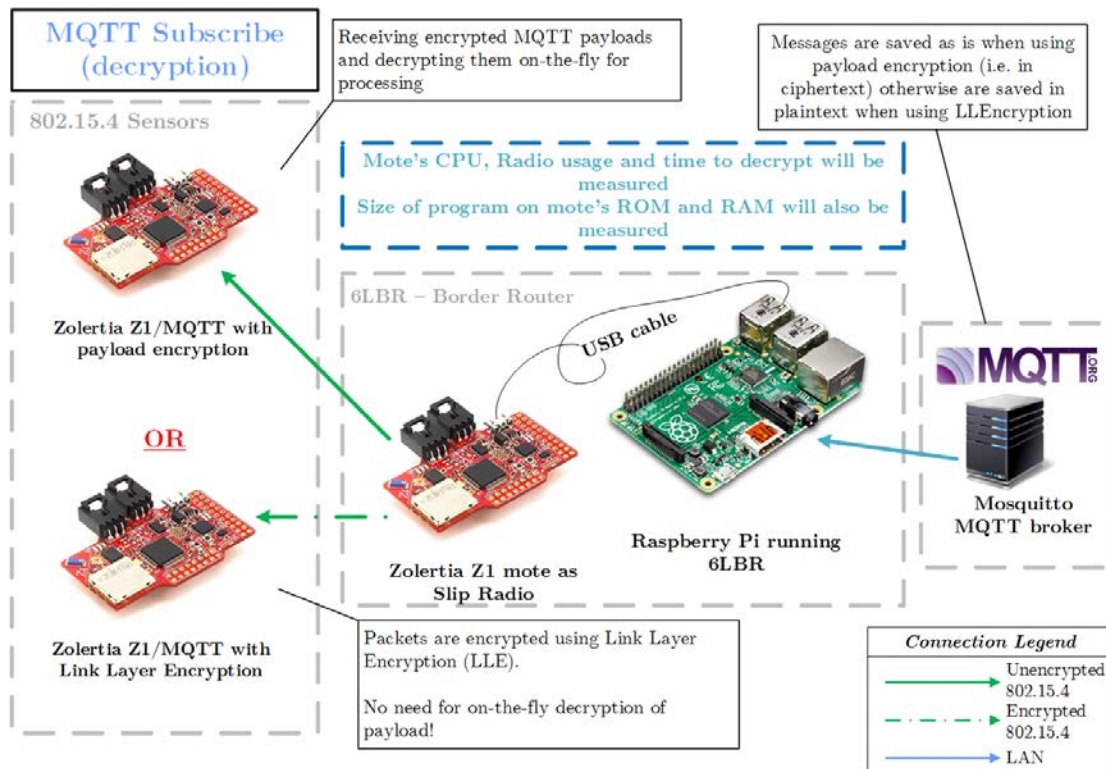 MQTT Subscribe
(decryption)
Receiving encrypted MQTT payloads
and decrypting them on-the-fly for
processing
Messages are saved as is when using
payload encryption (i.e. in
ciphertext) otherwise are saved in
plaintext when using LLEncryption
802.15.4 Sensors
Mote's CPU, Radio usage and time to decrypt will be
measured
Size of program on mote's ROM and RAM will also be
measured
Zolertia Z1/MQTT with
payload encryption
OR
Zolertia Z1/MQTT with
Link Layer Encryption
6LBR – Border Router
USB cable
Zolertia Z1 mote as
Slip Radio
Raspberry Pi running
6LBR
MQTT.ORG
Mosquitto
MQTT broker
Packets are encrypted using Link Layer
Encryption (LLE).
No need for on-the-fly decryption of
payload!
Connection Legend
Unencrypted
802.15.4
Encrypted
802.15.4
LAN